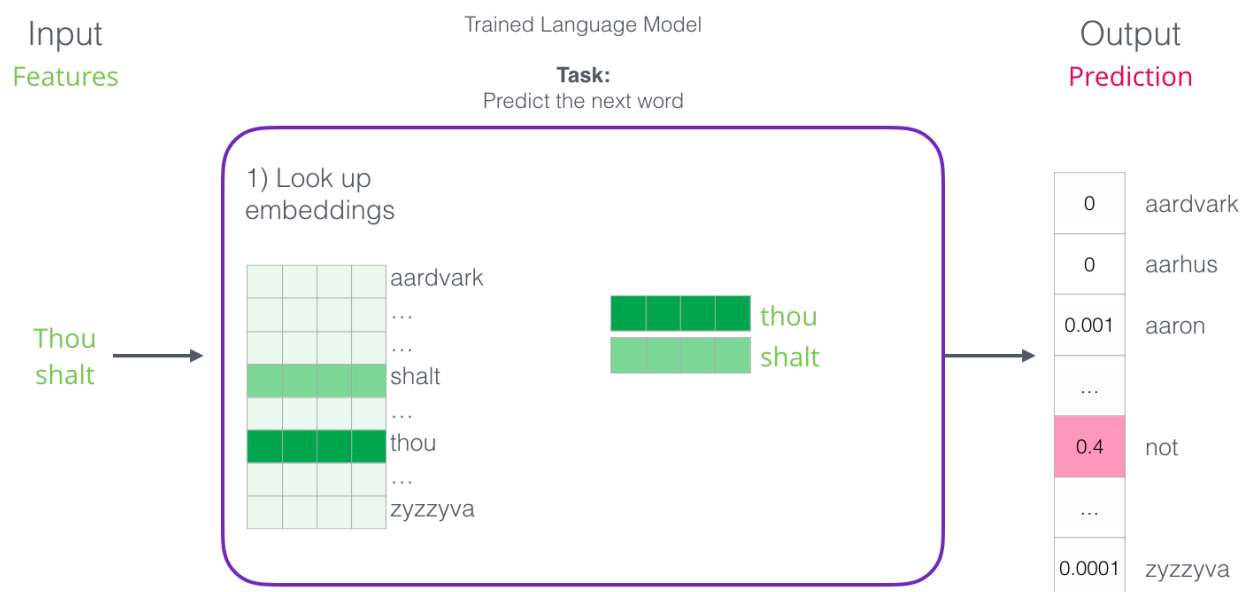 Input
Features
Trained Language Model
Task:
Predict the next word
Output
Prediction
Thou
shalt
1) Look up
embeddings
aardvark
...
...
shalt
...
thou
...
zyzzyva
thou
shalt
0 aardvark
0 aarhus
0.001 aaron
...
0.4 not
...
0.0001 zyzzyva